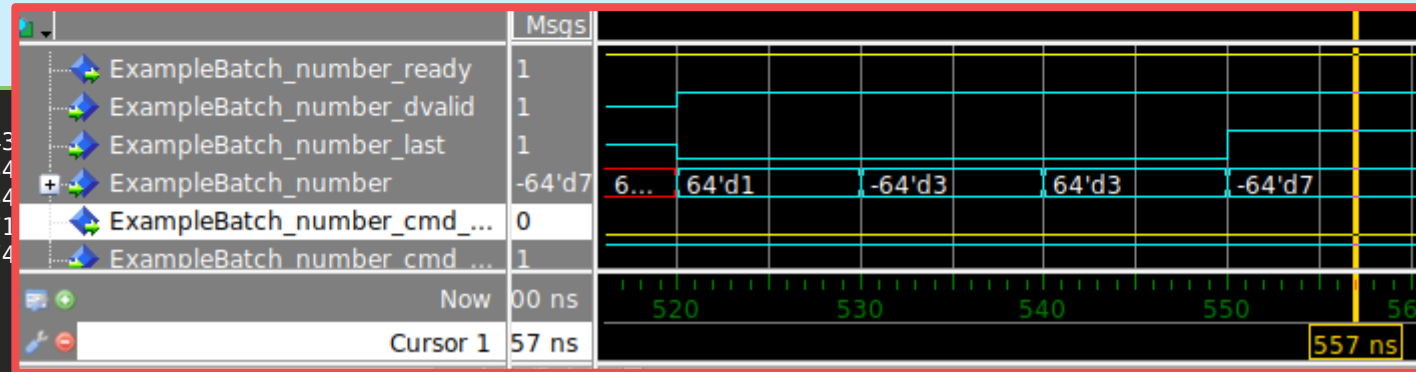 Msgs
ExampleBatch_number_ready 1
ExampleBatch_number_dvalid 1
ExampleBatch_number_last 1
ExampleBatch_number -64'd7 6... 64'd1 -64'd3 64'd3 -64'd7
ExampleBatch_number_cmd_... 0
ExampleBatch_number_cmd_... 1
Now 00 ns 520 530 540 550 56
Cursor 1 57 ns 557 ns